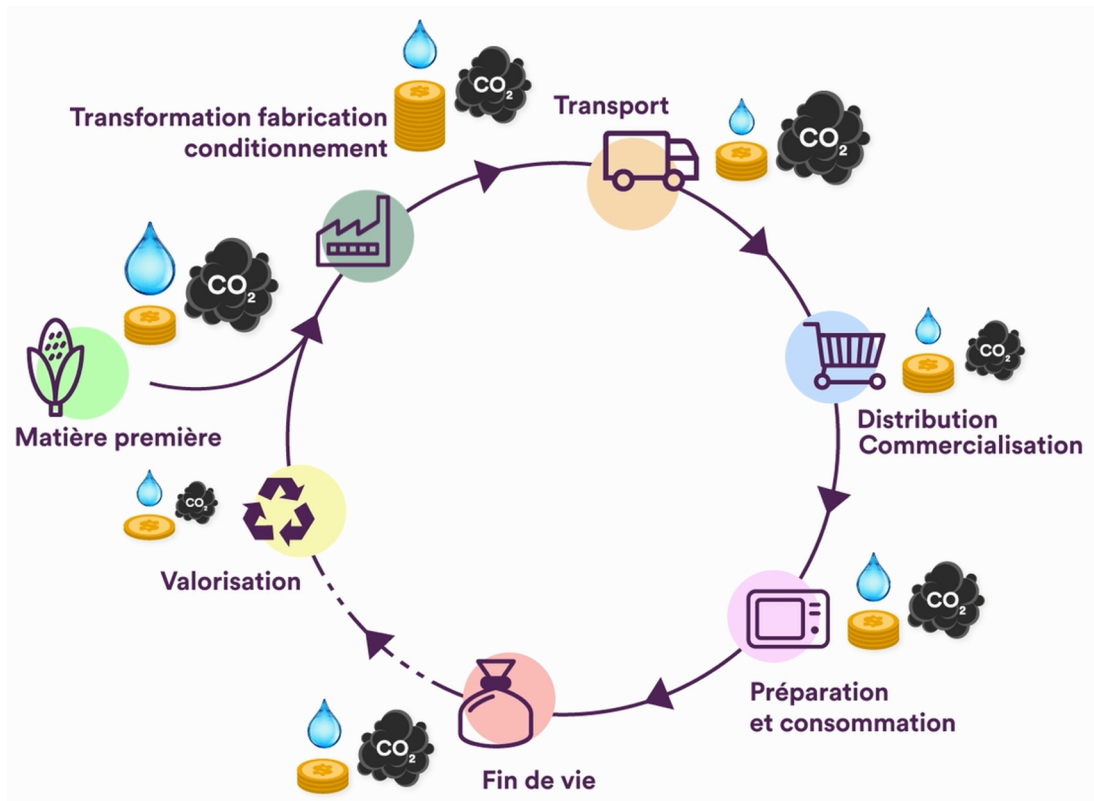 CO2
Transformation fabrication
conditionnement
Transport
CO2
CO2
Matière première
CO2
Distribution
Commercialisation
CO2
Valorisation
CO2
Préparation
et consommation
CO2
Fin de vie